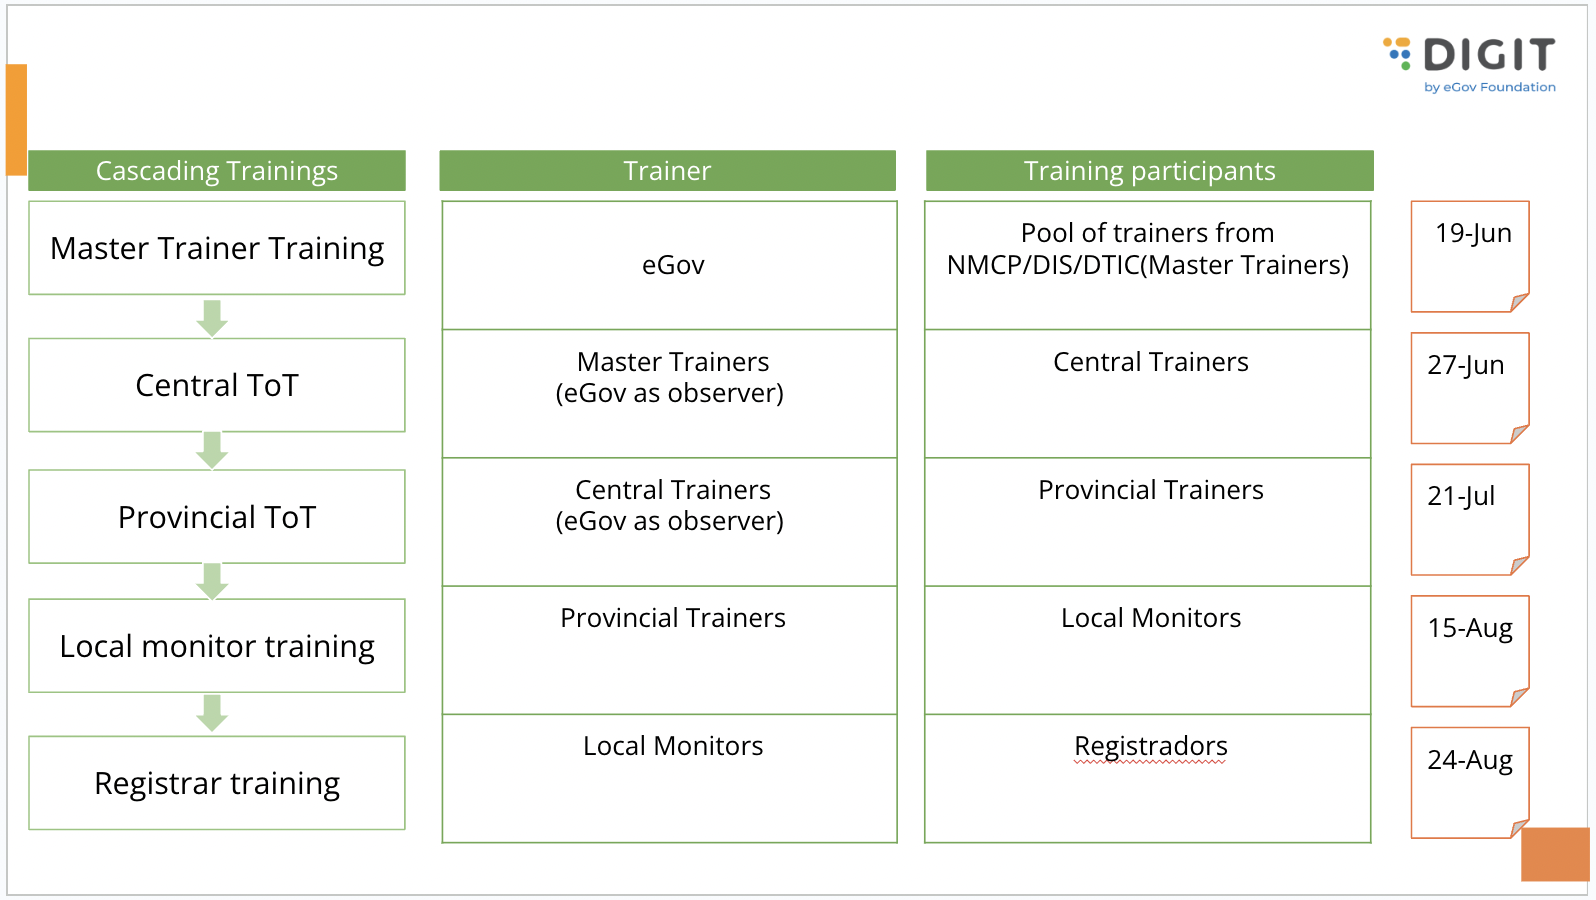 DIGIT
by eGov Foundation
Cascading Trainings
Trainer
Training participants
Master Trainer Training
eGov
Pool of trainers from
NMCP/DIS/DTIC(Master Trainers)
19-Jun
Central ToT
Master Trainers
(eGov as observer)
Central Trainers
27-Jun
Provincial ToT
Central Trainers
(eGov as observer)
Provincial Trainers
21-Jul
Local monitor training
Provincial Trainers
Local Monitors
15-Aug
Registrar training
Local Monitors
Registradors
24-Aug